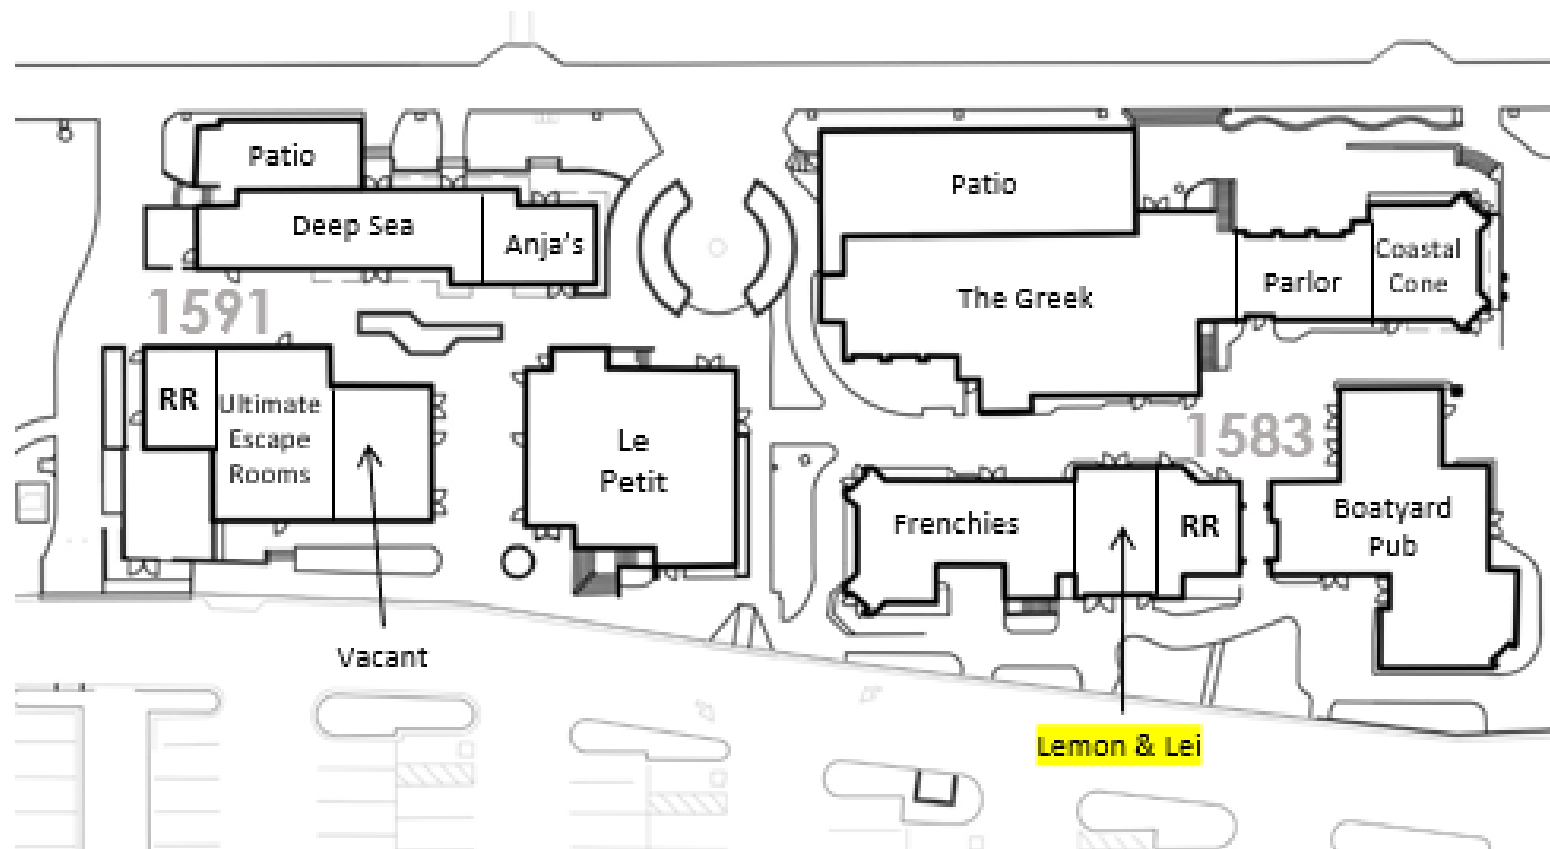 Patio
Deep Sea
Anja's
1591
RR
Ultimate
Escape
Rooms
Le
Petit
Vacant
Patio
The Greek
Parlor
Coastal
Cone
1583
Frenchies
RR
Boatyard
Pub
Lemon & Lei